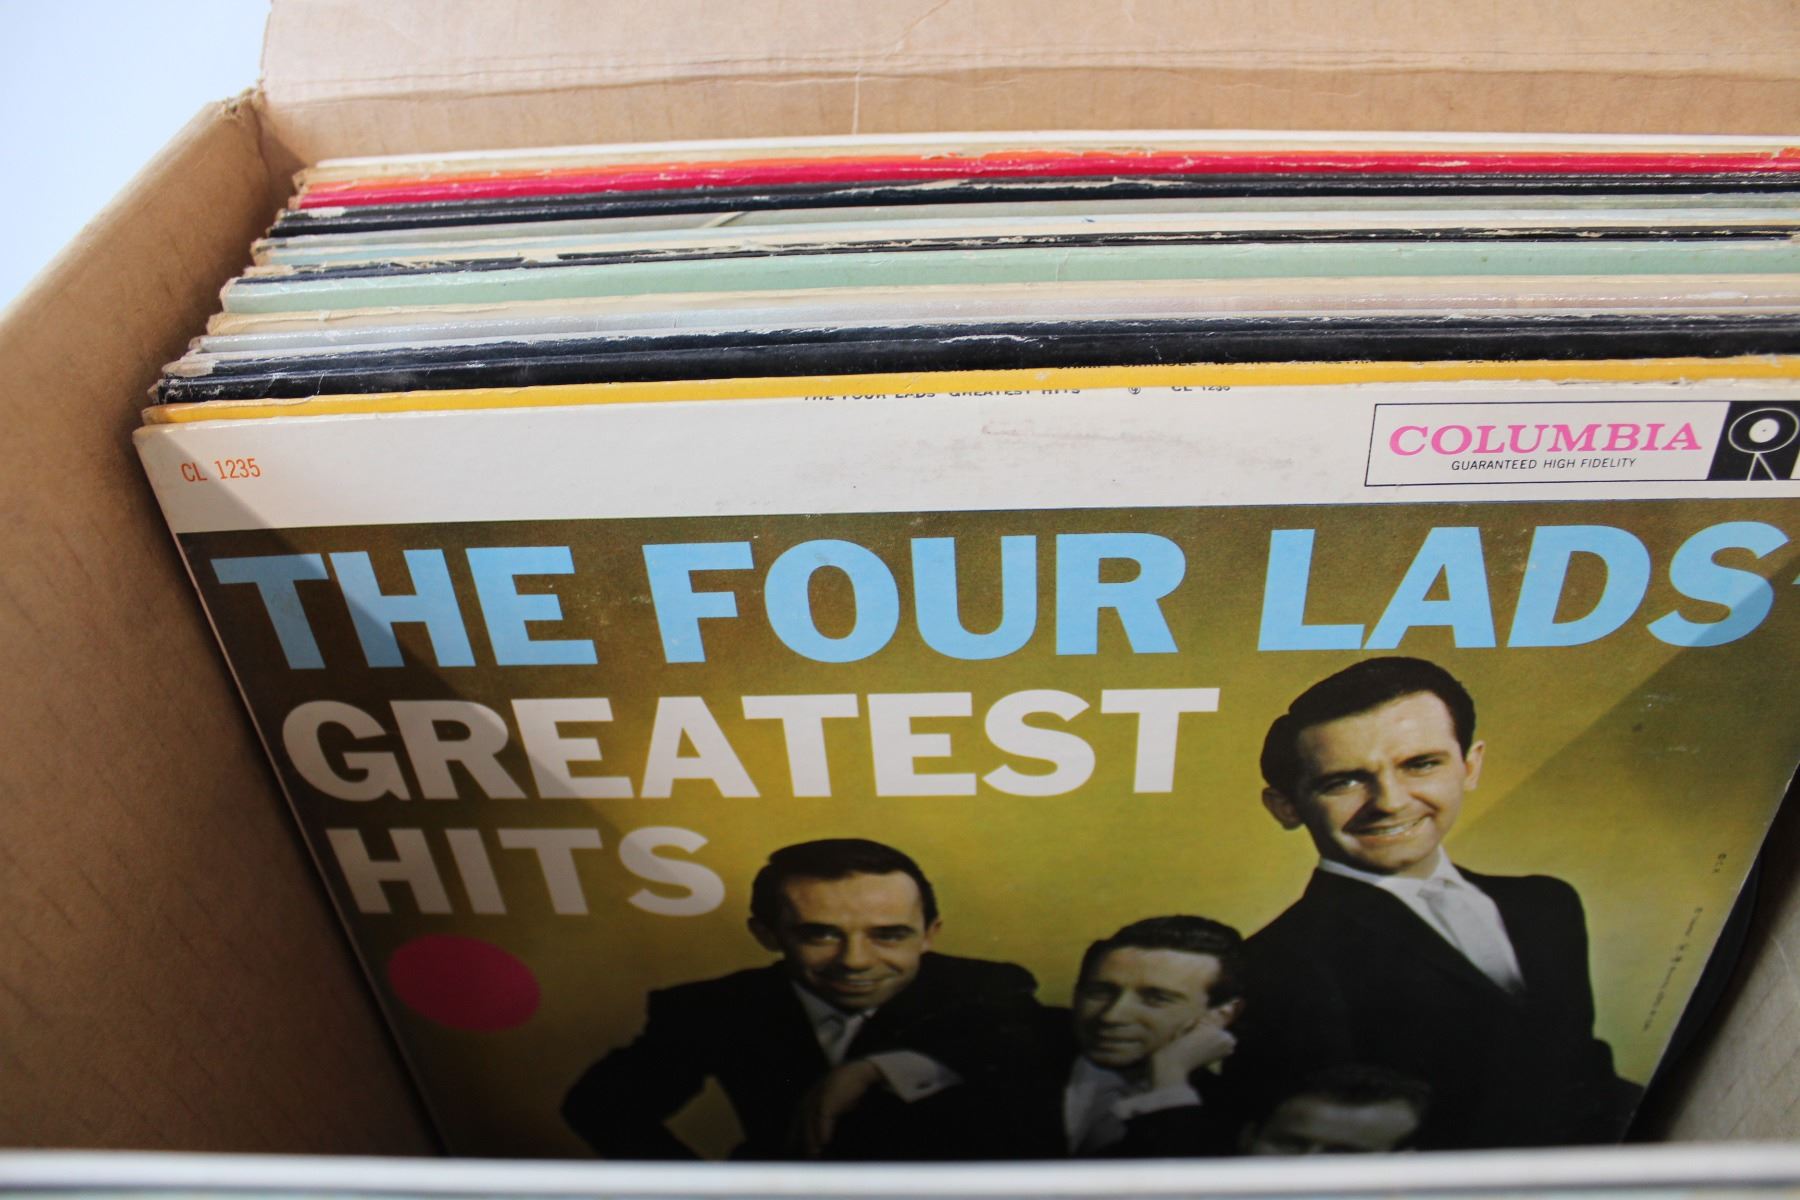 THE FOUR LADS' GREATEST HITS CL 1235
CL 1235
COLUMBIA
GUARANTEED HIGH FIDELITY
THE FOUR LADS'
GREATEST
HITS